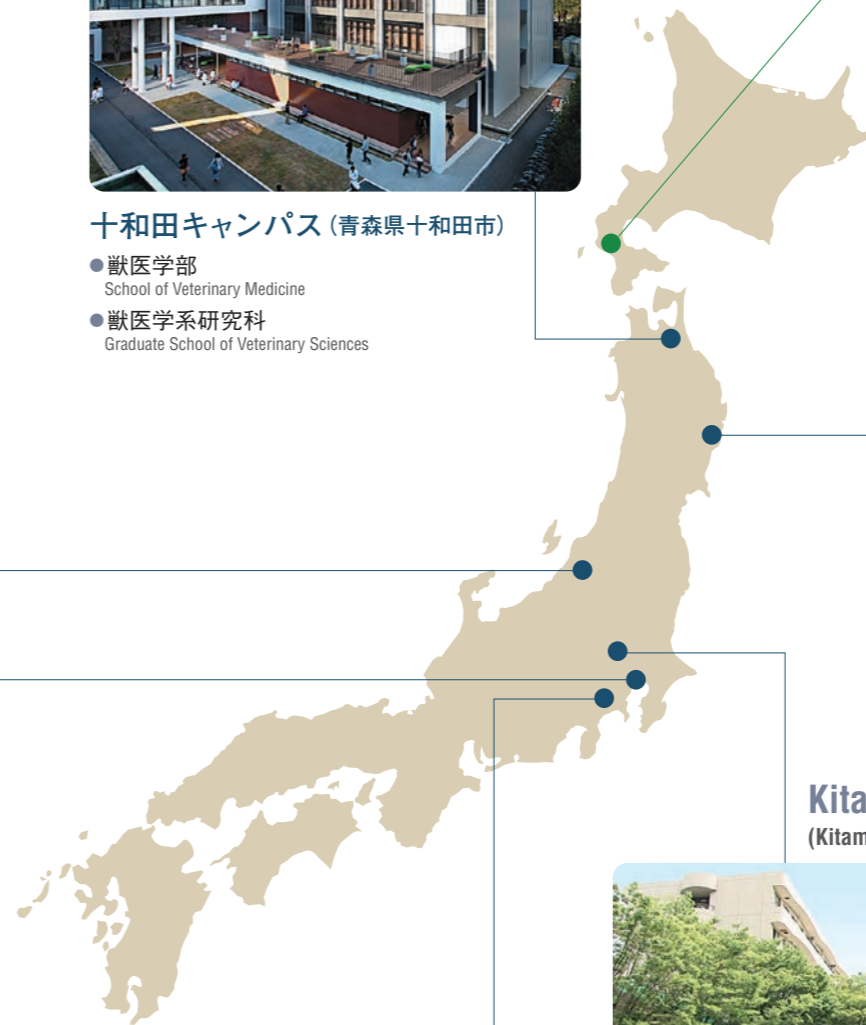 十和田キャンパス（青森県十和田市）
●獣医学部
School of Veterinary Medicine
●獣医学系研究科
Graduate School of Veterinary Sciences
Kita
(Kitam